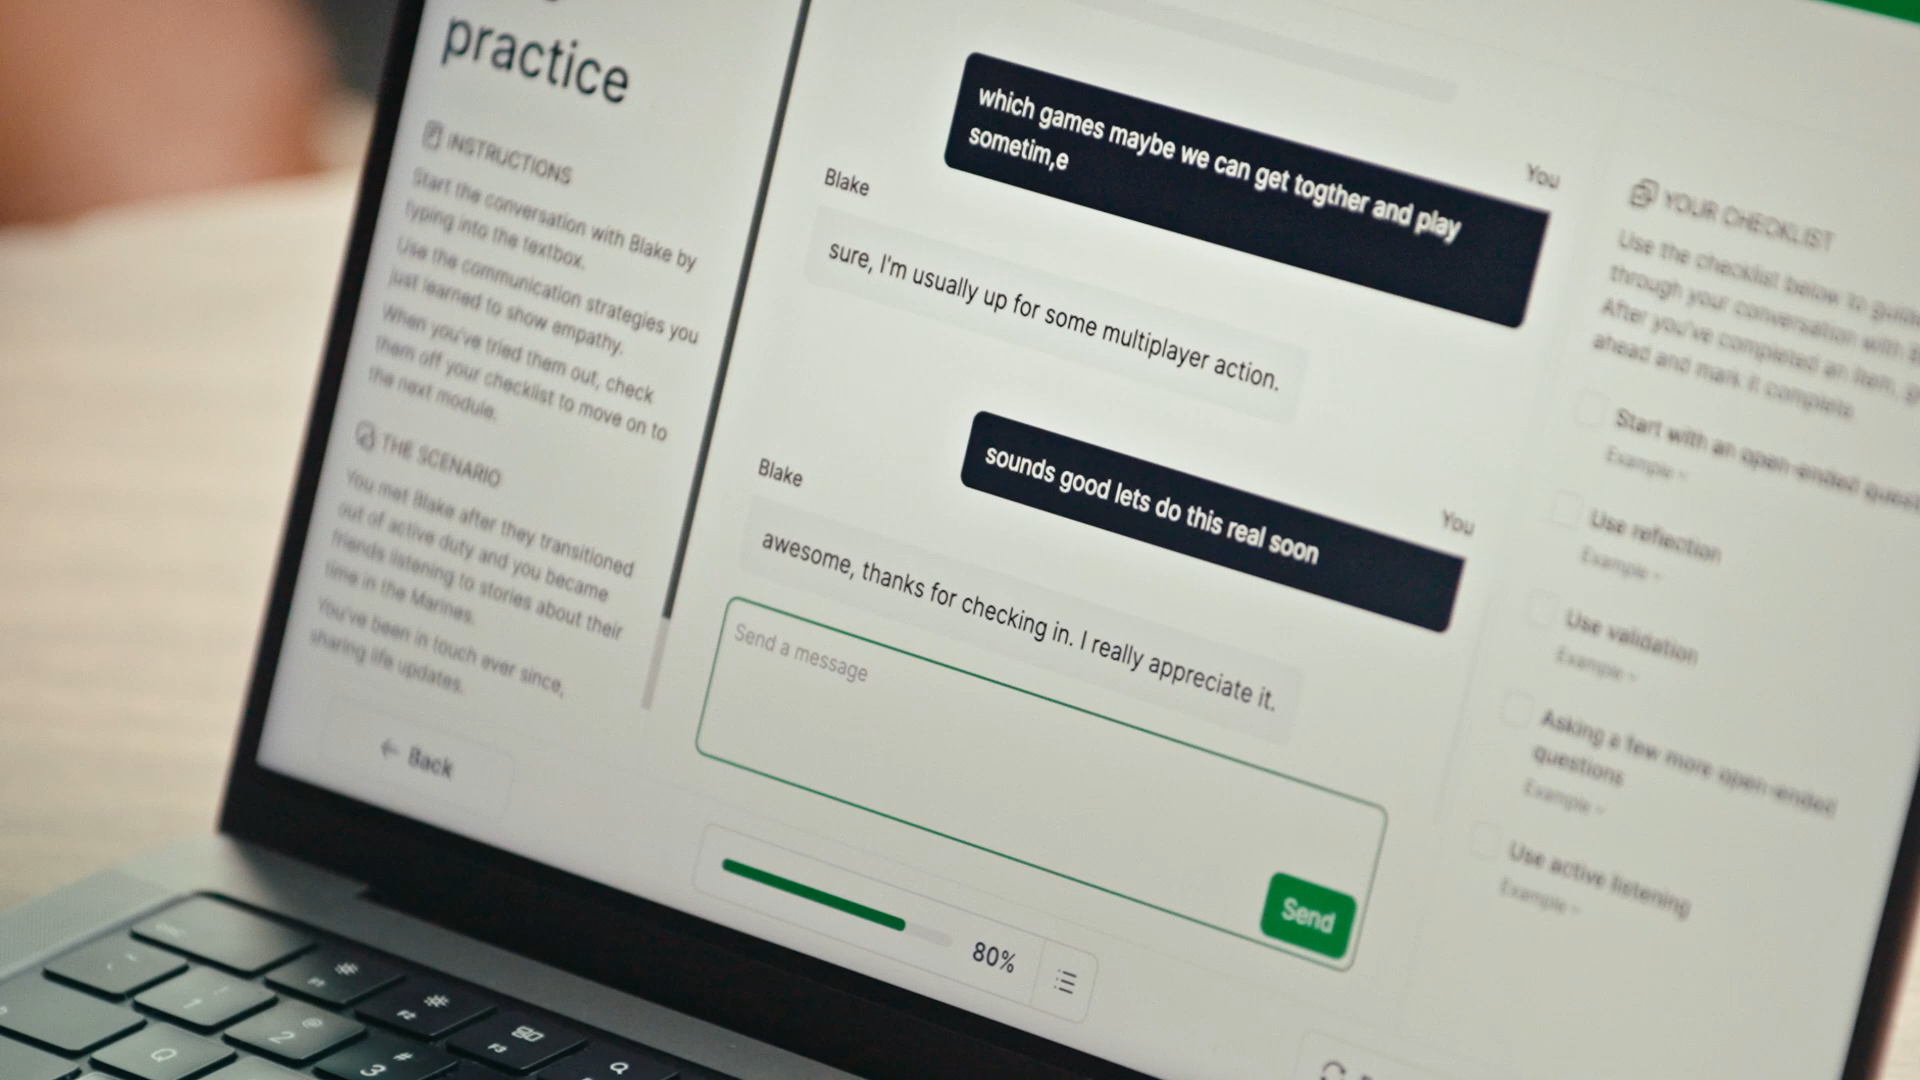 practice
INSTRUCTIONS
Start the conversation with Blake by
typing into the textbox.
Use the communication strategies you
just learned to show empathy.
When you've tried them out, check
them off your checklist to move on to
the next module.
THE SCENARIO
You met Blake after they transitioned
out of active duty and you became
friends listening to stories about their
time in the Marines.
You've been in touch ever since,
sharing life updates.
← Back
You
which games maybe we can get togther and play
sometim,e
Blake
sure, I'm usually up for some multiplayer action.
You
sounds good lets do this real soon
Blake
awesome, thanks for checking in. I really appreciate it.
Send a message
Send
80%
YOUR CHECKLIST
Use the checklist below to guide
through your conversation with
After you've completed an item,
ahead and mark it complete.
Start with an open-ended
Example
Use reflection
Example
Use validation
Example
Asking a few more open-ended
questions
Example
Use active listening
Example
1
2
3
Q
F1
F2
F3
@
#